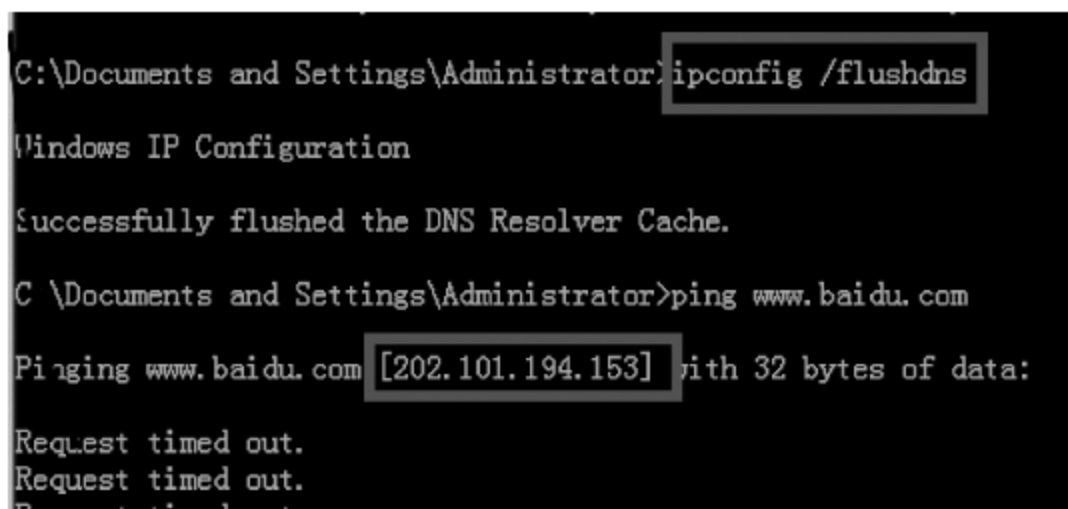 C:\Documents and Settings\Administrator>ipconfig /flushdns
Windows IP Configuration
Successfully flushed the DNS Resolver Cache.
C \Documents and Settings\Administrator>ping www.baidu.com
Pinging www.baidu.com [202.101.194.153] with 32 bytes of data:
Request timed out.
Request timed out.